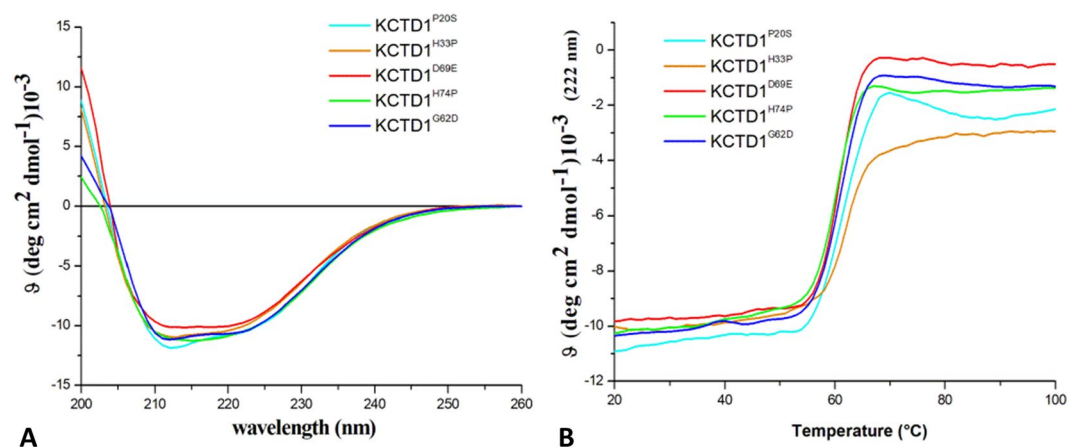 15
10
5
0
-5
-10
-15
ϑ (deg cm² dmol⁻¹)10⁻³
KCTD1ᴾ²⁰ˢ
KCTD1ᴴ³³ᴾ
KCTD1ᴰ⁶⁹ᴱ
KCTD1ᴴ⁷⁴ᴾ
KCTD1ᴳ⁶²ᴰ
200 210 220 230 240 250 260
wavelength (nm)
A
0
-2
-4
-6
-8
-10
-12
ϑ (deg cm² dmol⁻¹)10⁻³ (222 nm)
KCTD1ᴾ²⁰ˢ
KCTD1ᴴ³³ᴾ
KCTD1ᴰ⁶⁹ᴱ
KCTD1ᴴ⁷⁴ᴾ
KCTD1ᴳ⁶²ᴰ
20 40 60 80 100
Temperature (°C)
B